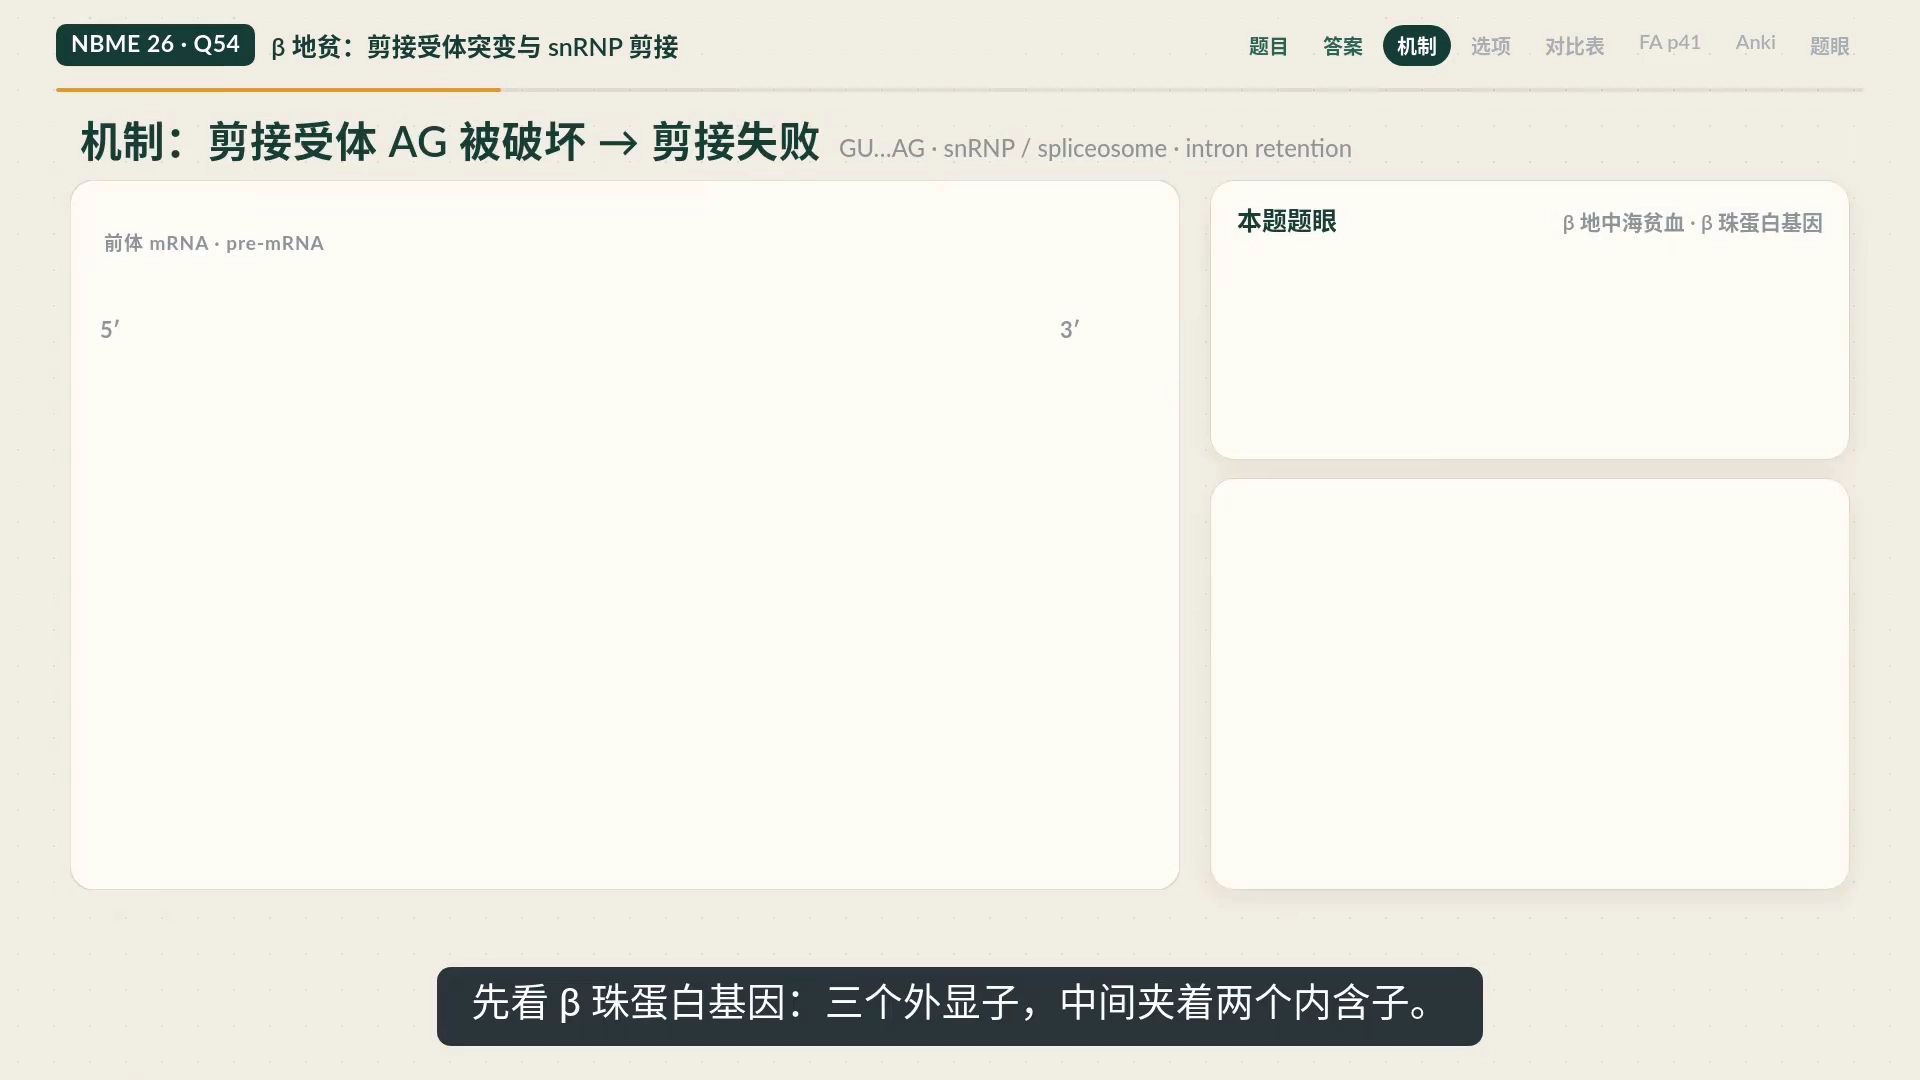 NBME 26 · Q54 β 地贫：剪接受体突变与 snRNP 剪接
题目 答案 机制 选项 对比表 FA p41 Anki 题眼
机制：剪接受体 AG 被破坏 → 剪接失败 GU...AG · snRNP / spliceosome · intron retention
前体 mRNA · pre-mRNA
5′ 3′
本题题眼 β 地中海贫血 · β 珠蛋白基因
先看 β 珠蛋白基因：三个外显子，中间夹着两个内含子。